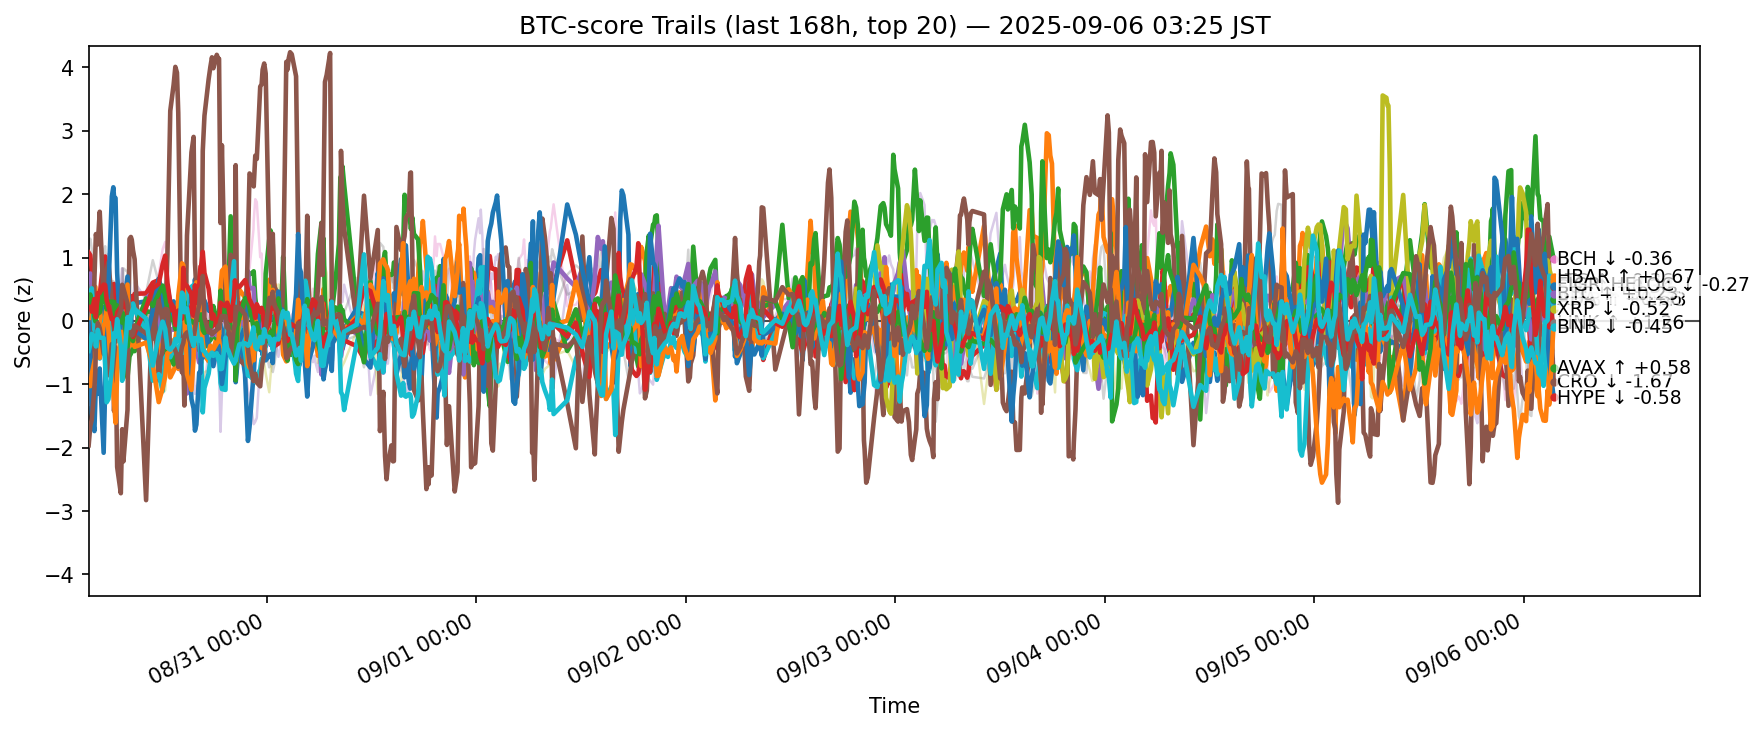 BTC-score Trails (last 168h, top 20) — 2025-09-06 03:25 JST
Score (z)
4
3
2
1
0
−1
−2
−3
−4
BCH ↓ -0.36
HBAR ↑ +0.67
↓ -0.27
XRP ↓ -0.52
BNB ↓ -0.45
AVAX ↑ +0.58
CRO ↓ -1.67
HYPE ↓ -0.58
08/31 00:00
09/01 00:00
09/02 00:00
09/03 00:00
09/04 00:00
09/05 00:00
09/06 00:00
Time